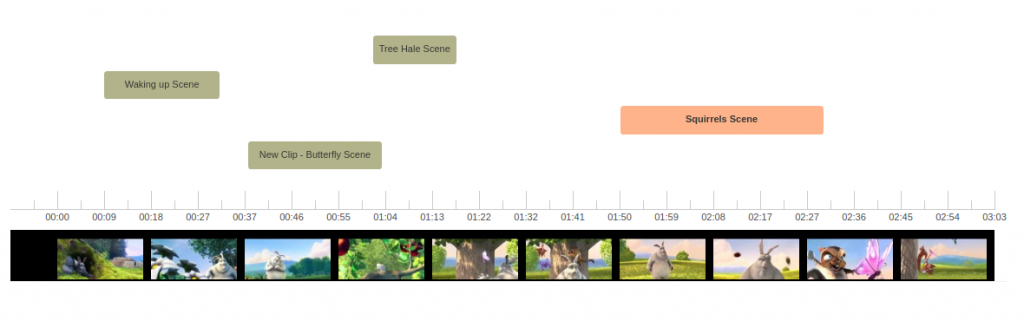 Tree Hale Scene
Waking up Scene
Squirrels Scene
New Clip - Butterfly Scene
00:00 00:09 00:18 00:27 00:37 00:46 00:55 01:04 01:13 01:22 01:32 01:41 01:50 01:59 02:08 02:17 02:27 02:36 02:45 02:54 03:03